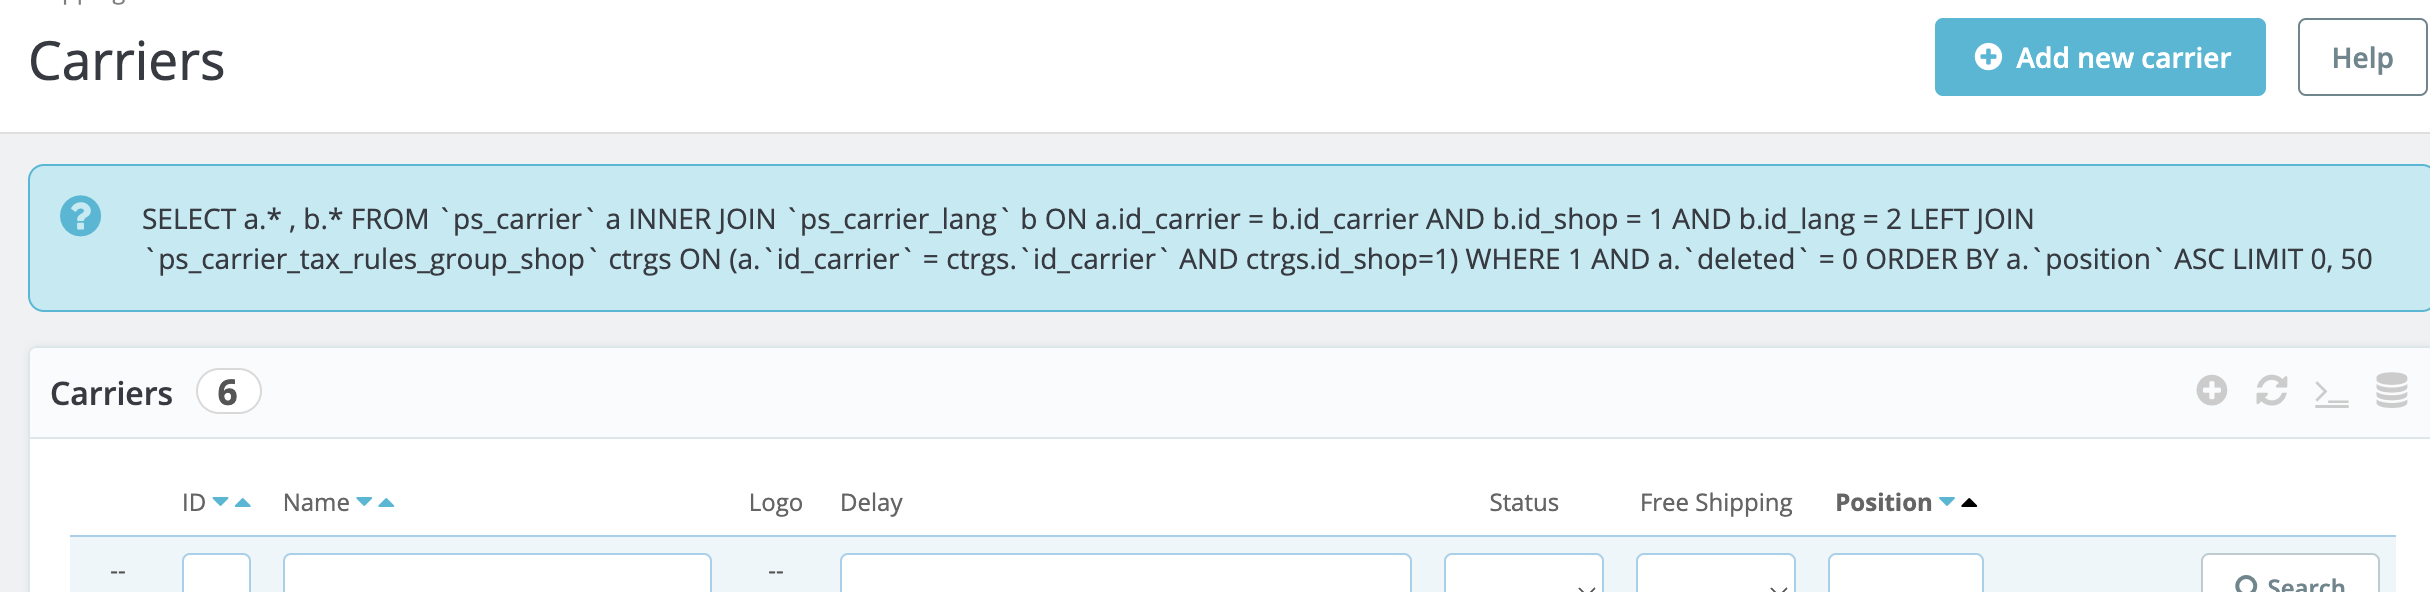 Carriers
Add new carrier
Help
SELECT a.* , b.* FROM `ps_carrier` a INNER JOIN `ps_carrier_lang` b ON a.id_carrier = b.id_carrier AND b.id_shop = 1 AND b.id_lang = 2 LEFT JOIN
`ps_carrier_tax_rules_group_shop` ctrgs ON (a.`id_carrier` = ctrgs.`id_carrier` AND ctrgs.id_shop=1) WHERE 1 AND a.`deleted` = 0 ORDER BY a.`position` ASC LIMIT 0, 50
Carriers 6
ID Name Logo Delay Status Free Shipping Position
-- --
Search